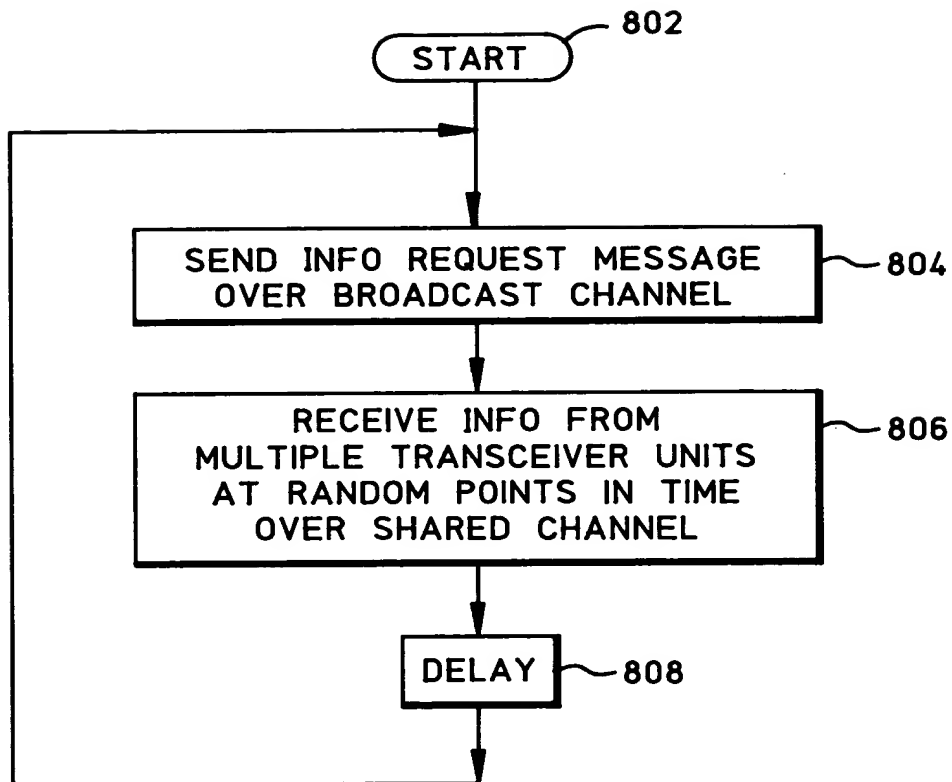 802
START
SEND INFO REQUEST MESSAGE
OVER BROADCAST CHANNEL
804
RECEIVE INFO FROM
MULTIPLE TRANSCEIVER UNITS
AT RANDOM POINTS IN TIME
OVER SHARED CHANNEL
806
DELAY
808